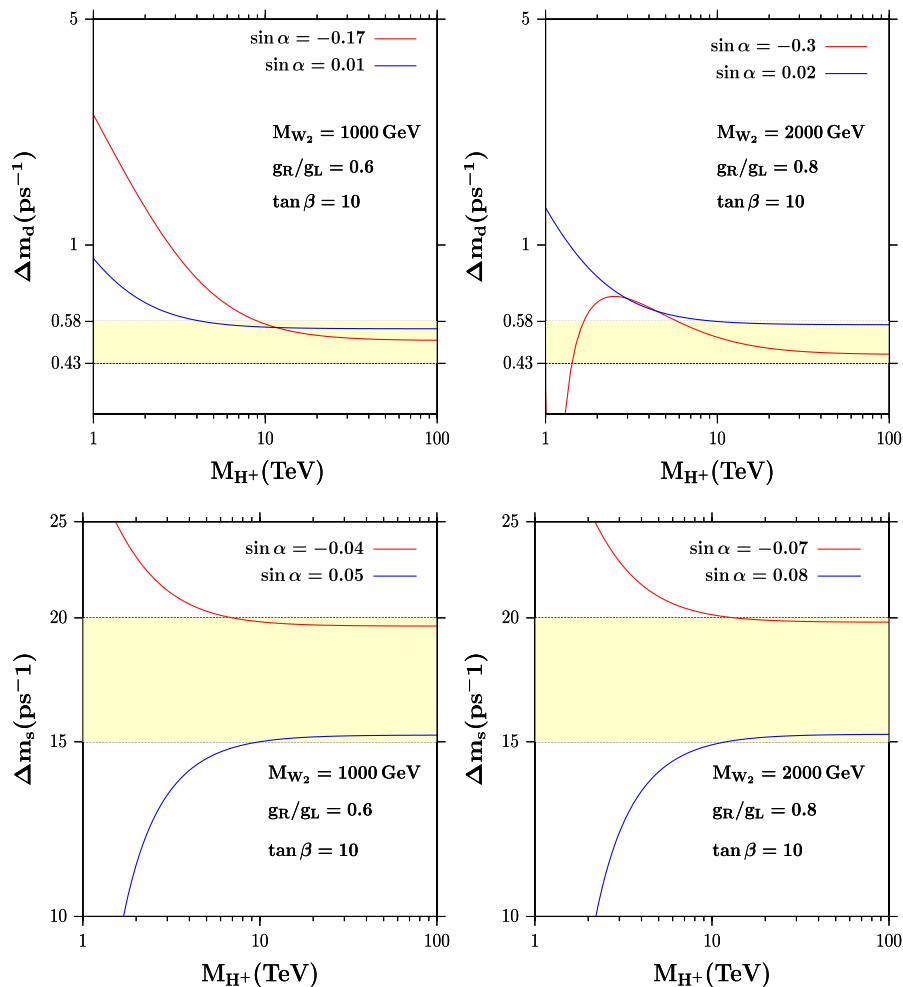 5
1
0.58
0.43
Δm_d(ps⁻¹)
sin α = −0.17
sin α = 0.01
M_W₂ = 1000 GeV
g_R/g_L = 0.6
tan β = 10
1 10 100
M_H⁺(TeV)
5
1
0.58
0.43
Δm_d(ps⁻¹)
sin α = −0.3
sin α = 0.02
M_W₂ = 2000 GeV
g_R/g_L = 0.8
tan β = 10
1 10 100
M_H⁺(TeV)
25
20
15
10
Δm_s(ps⁻1)
sin α = −0.04
sin α = 0.05
M_W₂ = 1000 GeV
g_R/g_L = 0.6
tan β = 10
1 10 100
M_H⁺(TeV)
25
20
15
10
Δm_s(ps⁻1)
sin α = −0.07
sin α = 0.08
M_W₂ = 2000 GeV
g_R/g_L = 0.8
tan β = 10
1 10 100
M_H⁺(TeV)